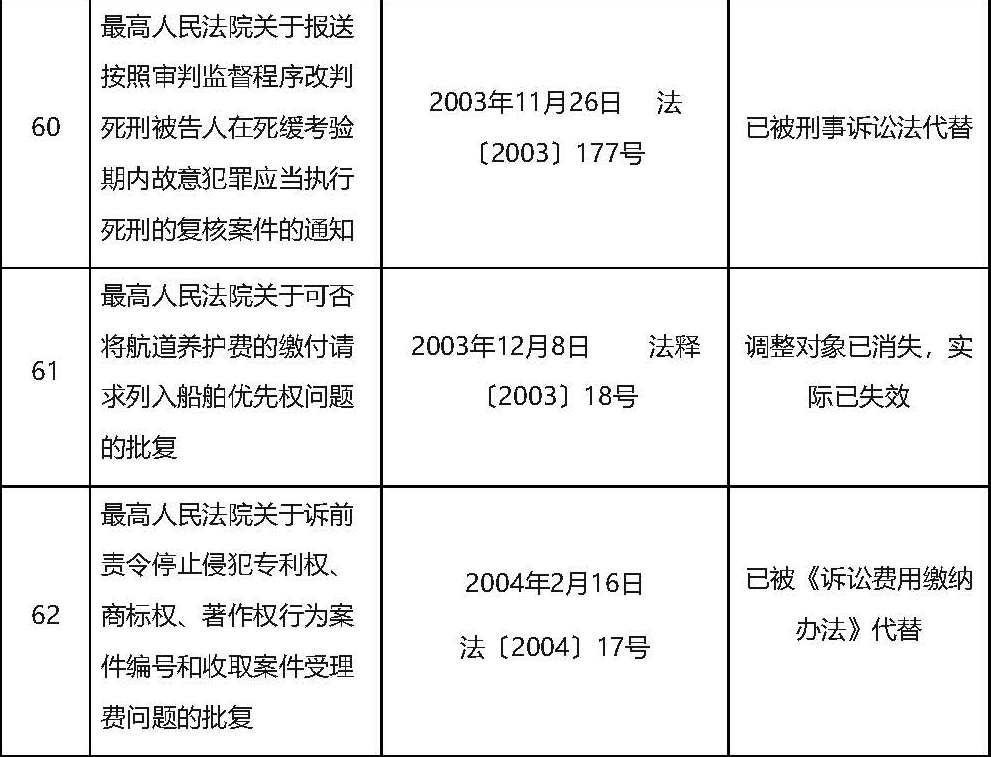 60
最高人民法院关于报送
按照审判监督程序改判
死刑被告人在死缓考验
期内故意犯罪应当执行
死刑的复核案件的通知
2003年11月26日 法
〔2003〕177号
已被刑事诉讼法代替
61
最高人民法院关于可否
将航道养护费的缴付请
求列入船舶优先权问题
的批复
2003年12月8日 法释
〔2003〕18号
调整对象已消失，实
际已失效
62
最高人民法院关于诉前
责令停止侵犯专利权、
商标权、著作权行为案
件编号和收取案件受理
费问题的批复
2004年2月16日
法〔2004〕17号
已被《诉讼费用缴纳
办法》代替